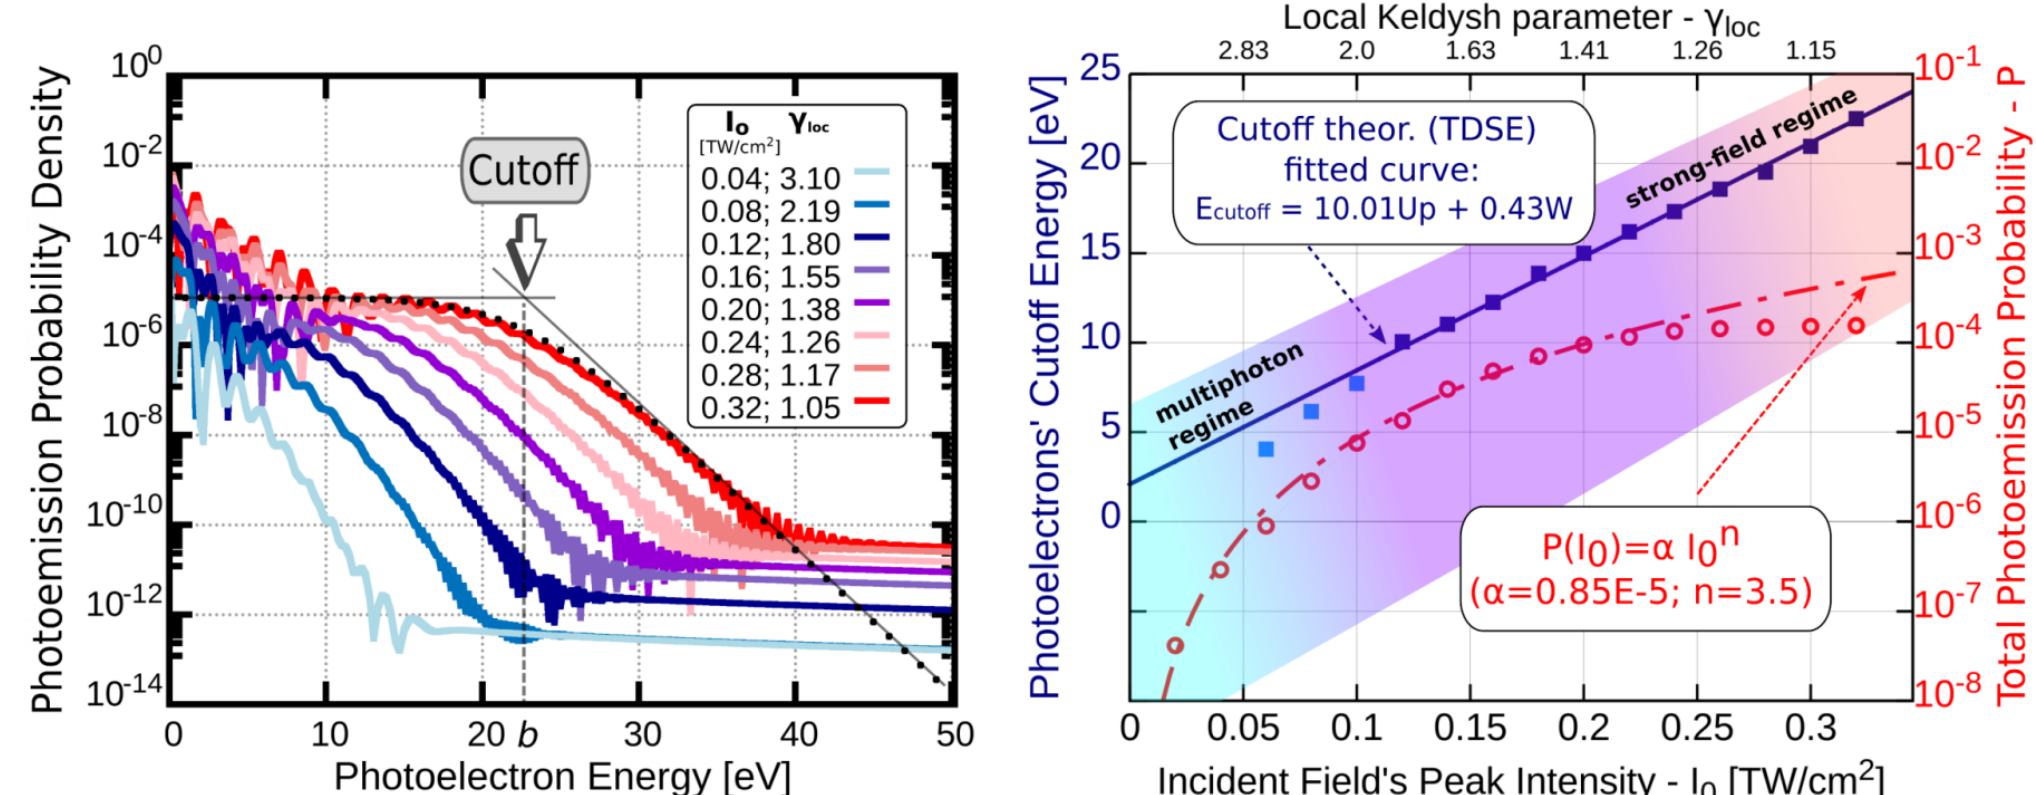 Photoemission Probability Density
10⁰
10⁻²
10⁻⁴
10⁻⁶
10⁻⁸
10⁻¹⁰
10⁻¹²
10⁻¹⁴
Cutoff
I₀ γloc
[TW/cm²]
0.04; 3.10
0.08; 2.19
0.12; 1.80
0.16; 1.55
0.20; 1.38
0.24; 1.26
0.28; 1.17
0.32; 1.05
0 10 20 b 30 40 50
Photoelectron Energy [eV]
Local Keldysh parameter - γloc
2.83 2.0 1.63 1.41 1.26 1.15
Photoelectrons' Cutoff Energy [eV]
25
20
15
10
5
0
Cutoff theor. (TDSE)
fitted curve:
Ecutoff = 10.01Up + 0.43W
strong-field regime
multiphoton
regime
P(I₀)=α I₀ⁿ
(α=0.85E-5; n=3.5)
10⁻¹
10⁻²
10⁻³
10⁻⁴
10⁻⁵
10⁻⁶
10⁻⁷
10⁻⁸
Total Photoemission Probability - P
0 0.05 0.1 0.15 0.2 0.25 0.3
Incident Field's Peak Intensity - I₀ [TW/cm²]